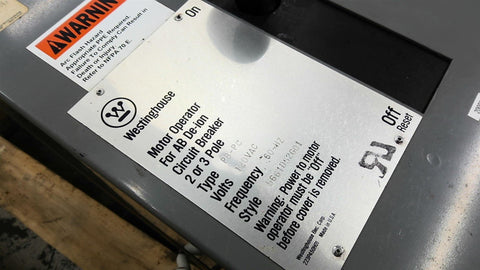 WARNING
Arc Flash Hazard
Appropriate PPE Required.
Failure To Comply Can Result in
Death or Injury
Refer to NFPA 70 E.
On
Westinghouse
Motor Operator
For AB De-ion
Circuit Breaker
2 or 3 Pole
Type
Volts VAC
Frequency
Style
Warning: Power to motor
operator must be "Off"
before cover is removed.
Westinghouse Elec. Corp.
Made in U.S.A.
Off
Reset